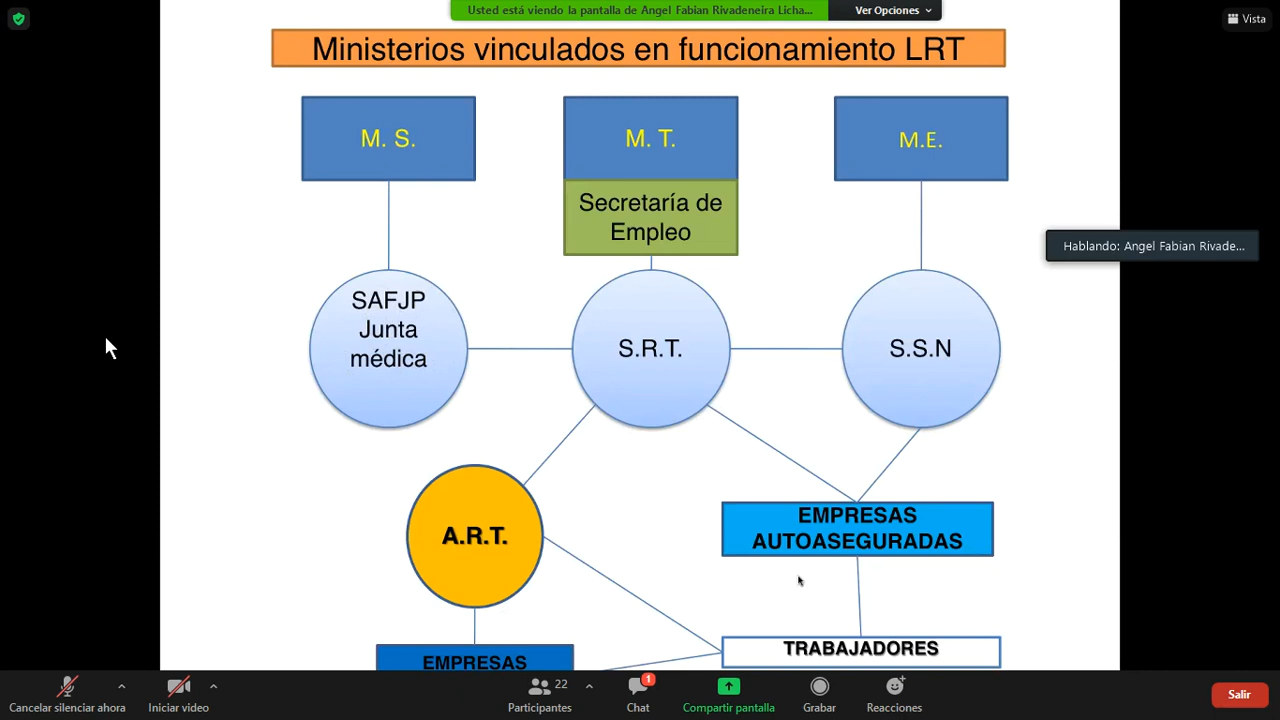 Usted está viendo la pantalla de Angel Fabian Rivadeneira Licha...
Ver Opciones
Vista
Ministerios vinculados en funcionamiento LRT
M. S.
M. T.
M.E.
Secretaría de
Empleo
Hablando: Angel Fabian Rivade...
SAFJP
Junta
médica
S.R.T.
S.S.N
A.R.T.
EMPRESAS
AUTOASEGURADAS
TRABAJADORES
EMPRESAS
Cancelar silenciar ahora
Iniciar video
22
Participantes
1
Chat
Compartir pantalla
Grabar
Reacciones
Salir